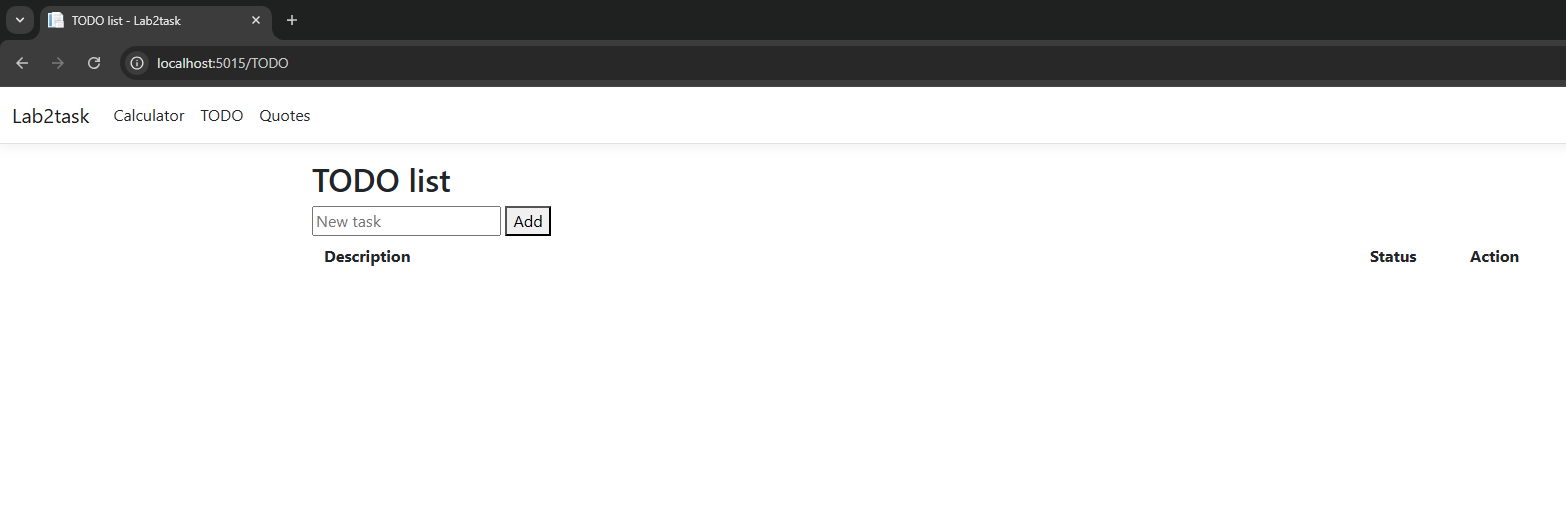 TODO list - Lab2task
localhost:5015/TODO
Lab2task Calculator TODO Quotes
TODO list
New task Add
Description Status Action